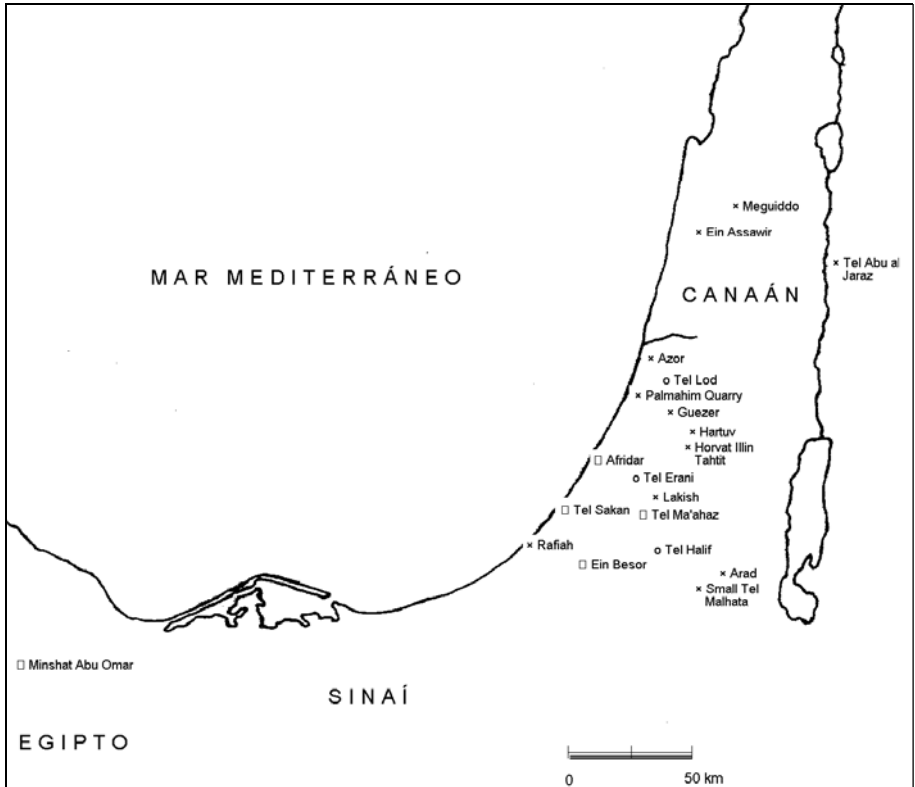 Meguiddo
Ein Assawir
Tel Abu al
Jaraz
MAR MEDITERRÁNEO
CANAÁN
Azor
Tel Lod
Palmahim Quarry
Guezer
Hartuv
Horvat Illin
Tahtit
Afridar
Tel Erani
Lakish
Tel Sakan
Tel Ma'ahaz
Rafiah
Tel Halif
Ein Besor
Arad
Small Tel
Malhata
Minshat Abu Omar
SINAÍ
EGIPTO
0 50 km